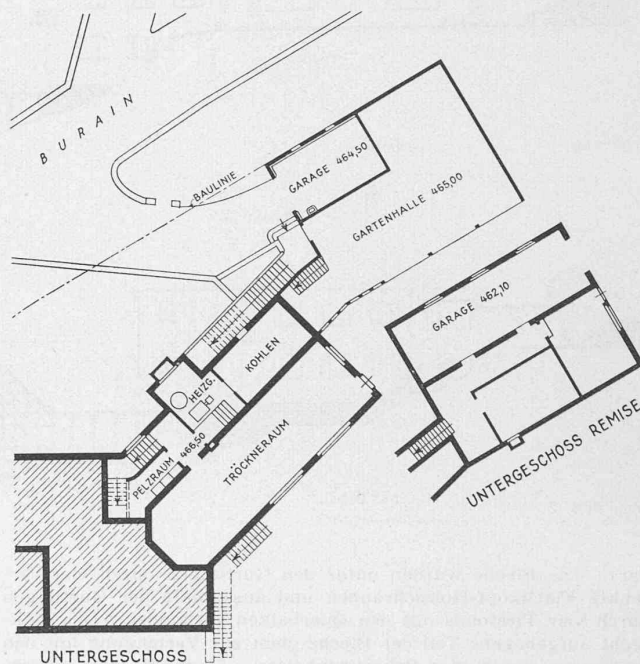 BURAIN
BAULINIE
GARAGE 464,50
GARTENHALLE 465,00
GARAGE 462,10
KOHLEN
HEIZG.
TRÖCKNERAUM
PELZRAUM 466,50
UNTERGESCHOSS REMISE
UNTERGESCHOSS